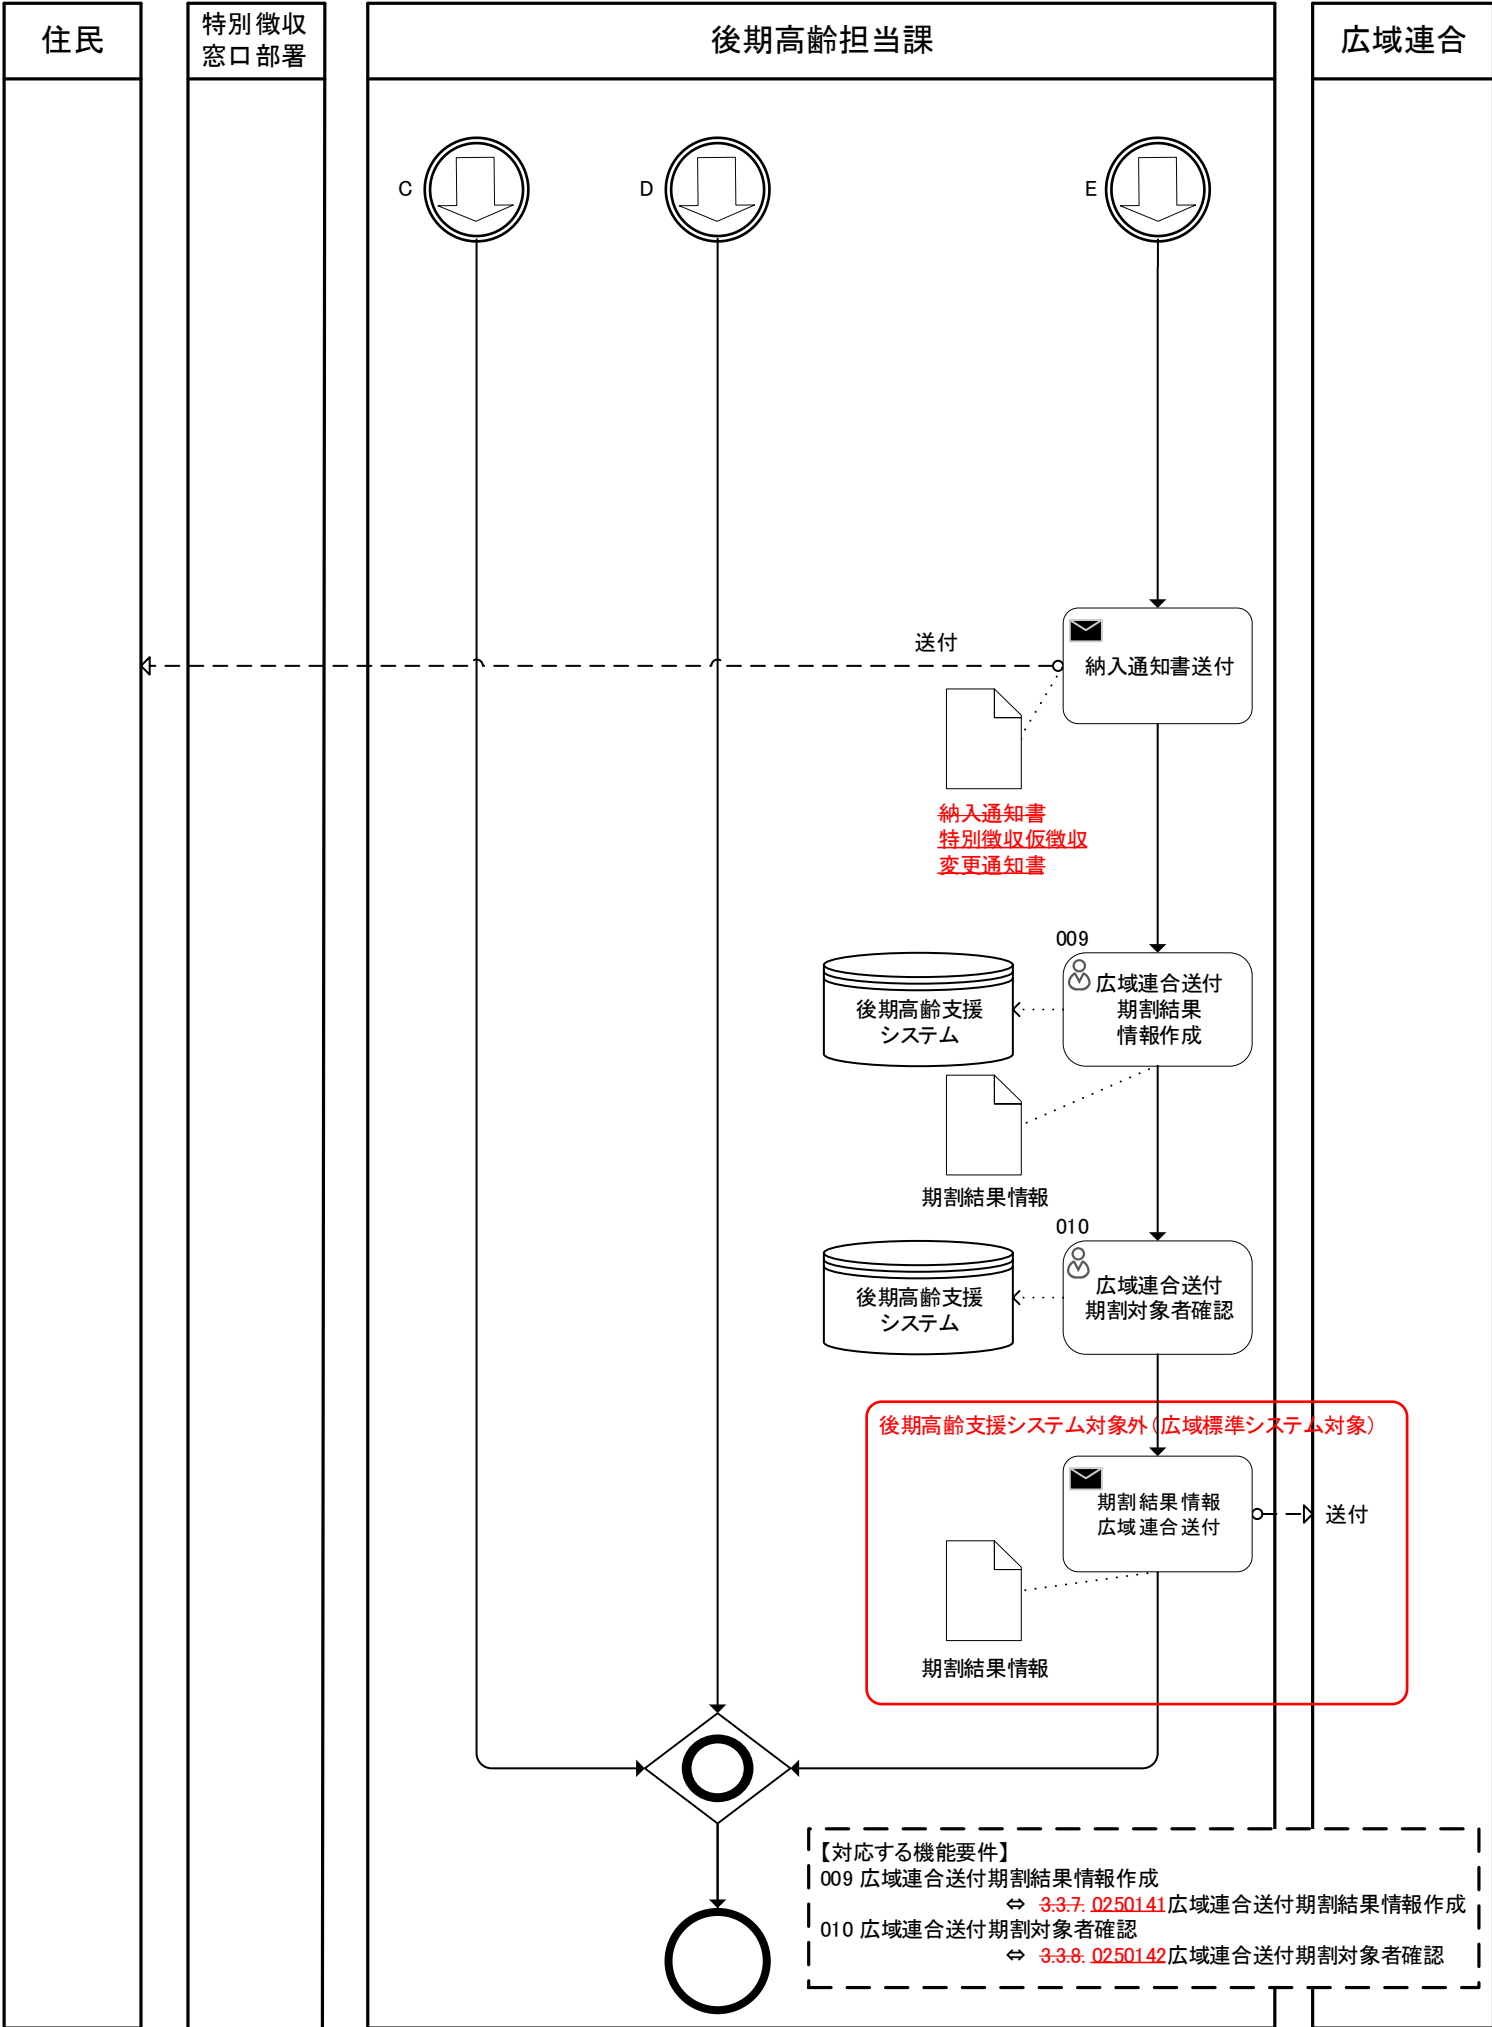 住民
特別徴収
窓口部署
後期高齢担当課
広域連合
C
D
E
送付
納入通知書送付
納入通知書
特別徴収仮徴収
変更通知書
009
広域連合送付
期割結果
情報作成
後期高齢支援
システム
期割結果情報
010
広域連合送付
期割対象者確認
後期高齢支援
システム
後期高齢支援システム対象外(広域標準システム対象)
期割結果情報
広域連合送付
送付
期割結果情報
【対応する機能要件】
009 広域連合送付期割結果情報作成
⇔ 3.3.7. 0250141広域連合送付期割結果情報作成
010 広域連合送付期割対象者確認
⇔ 3.3.8. 0250142広域連合送付期割対象者確認